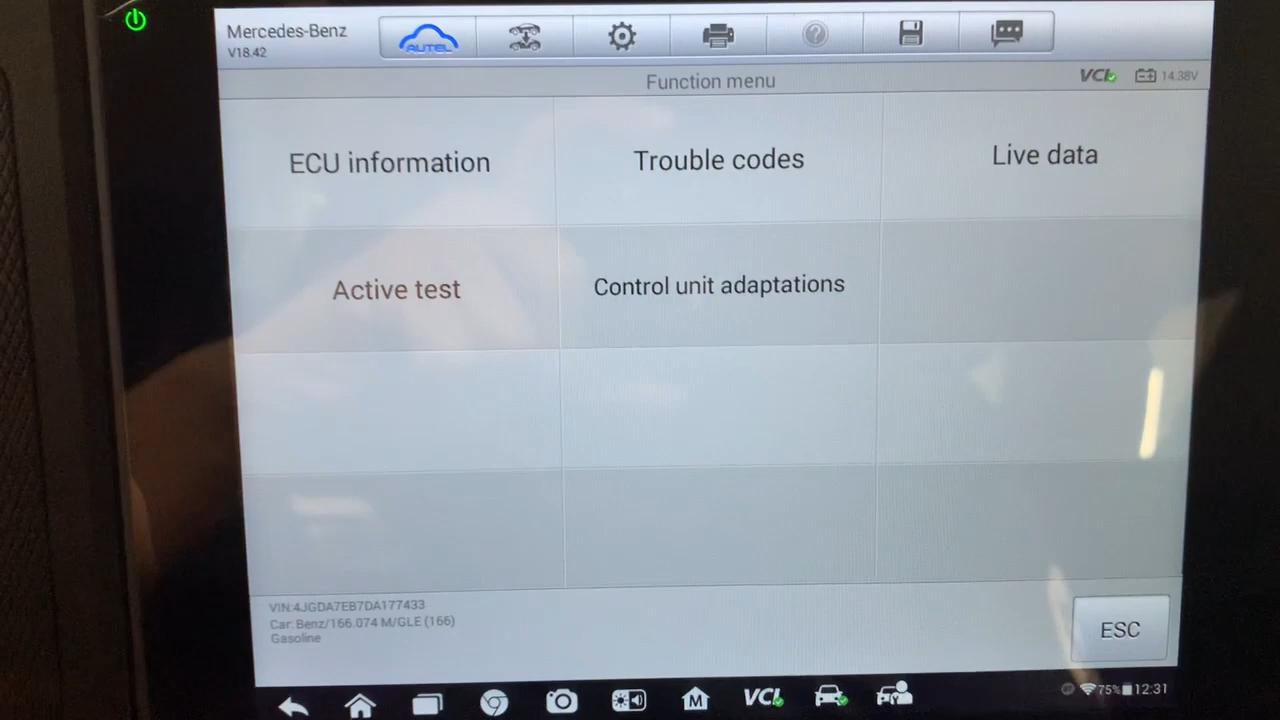 Mercedes-Benz
V18.42
AUTEL
Function menu
VCI
14.38V
ECU information
Trouble codes
Live data
Active test
Control unit adaptations
VIN:4JGDA7EB7DA177433
Car: Benz/166.074 M/GLE (166)
Gasoline
ESC
M
VCI
75%
12:31